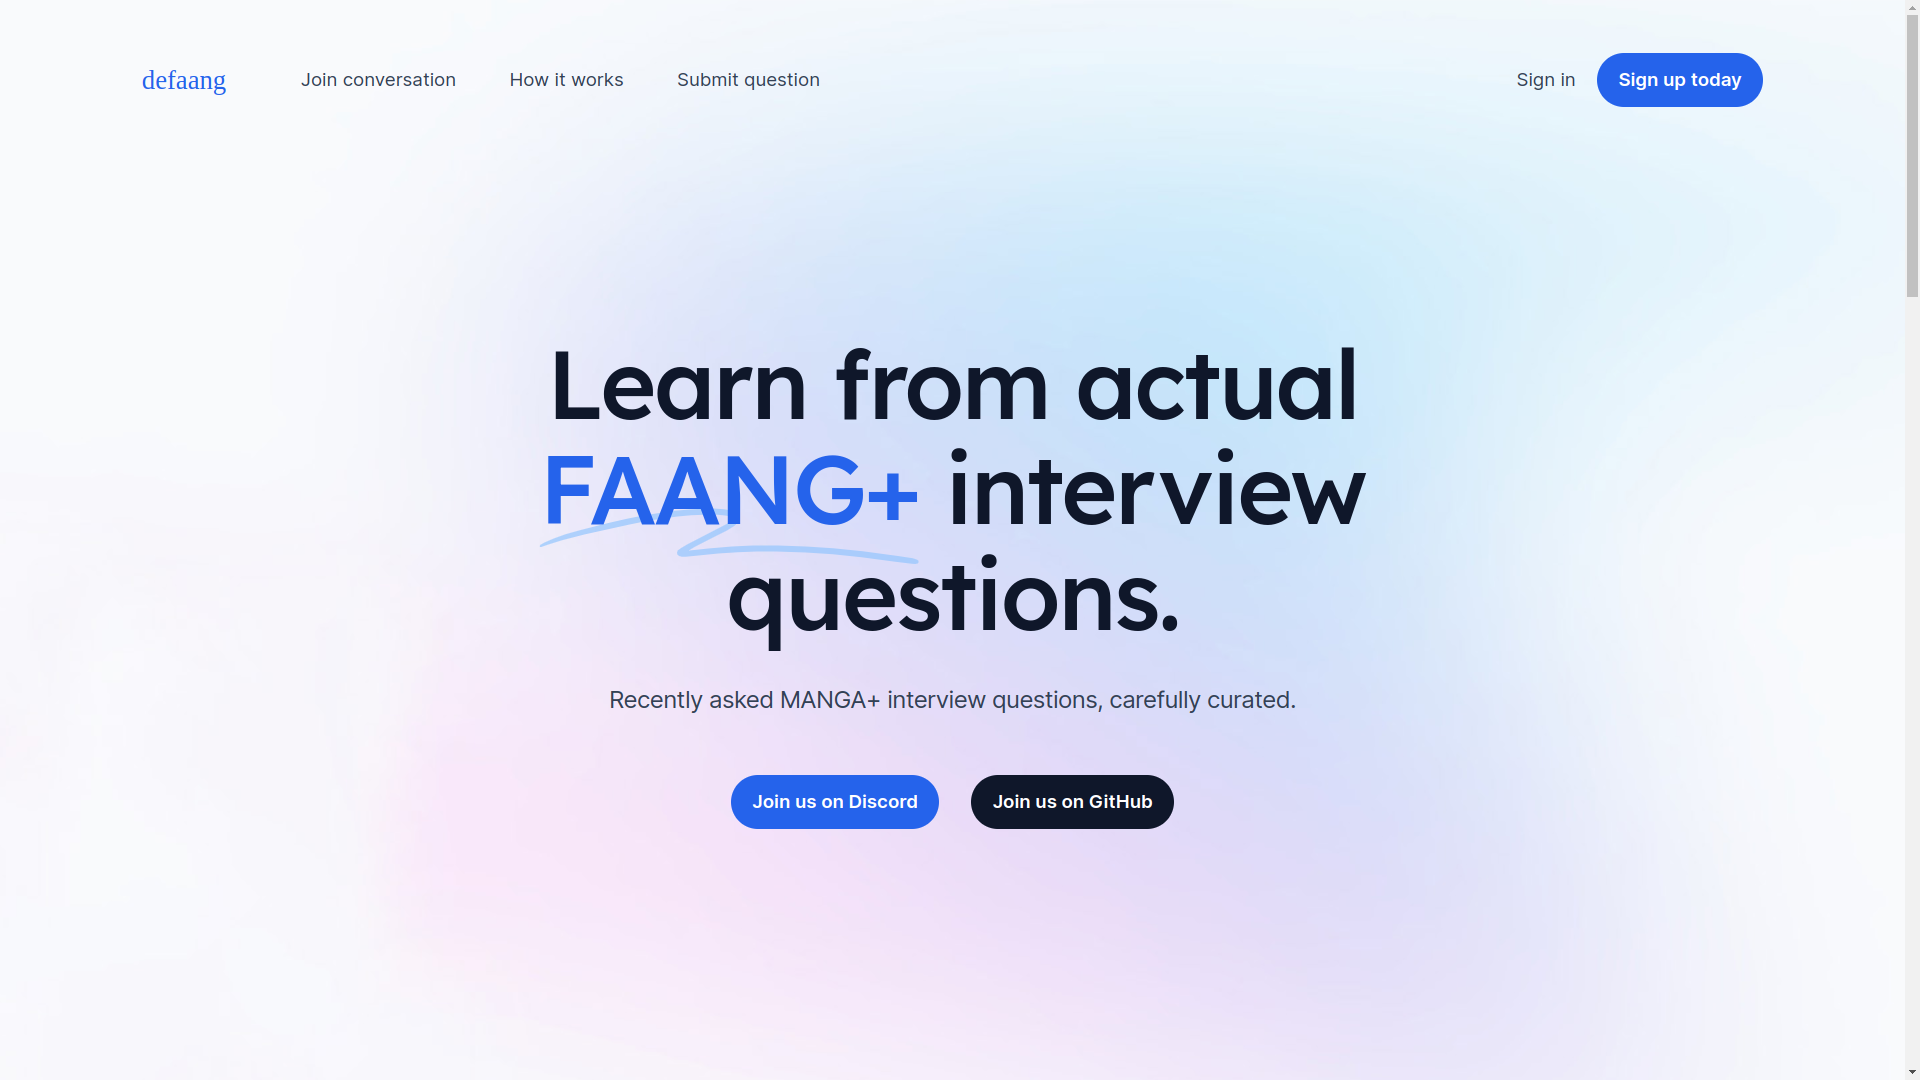 defaang
Join conversation
How it works
Submit question
Sign in
Sign up today
Learn from actual
FAANG+ interview
questions.
Recently asked MANGA+ interview questions, carefully curated.
Join us on Discord
Join us on GitHub